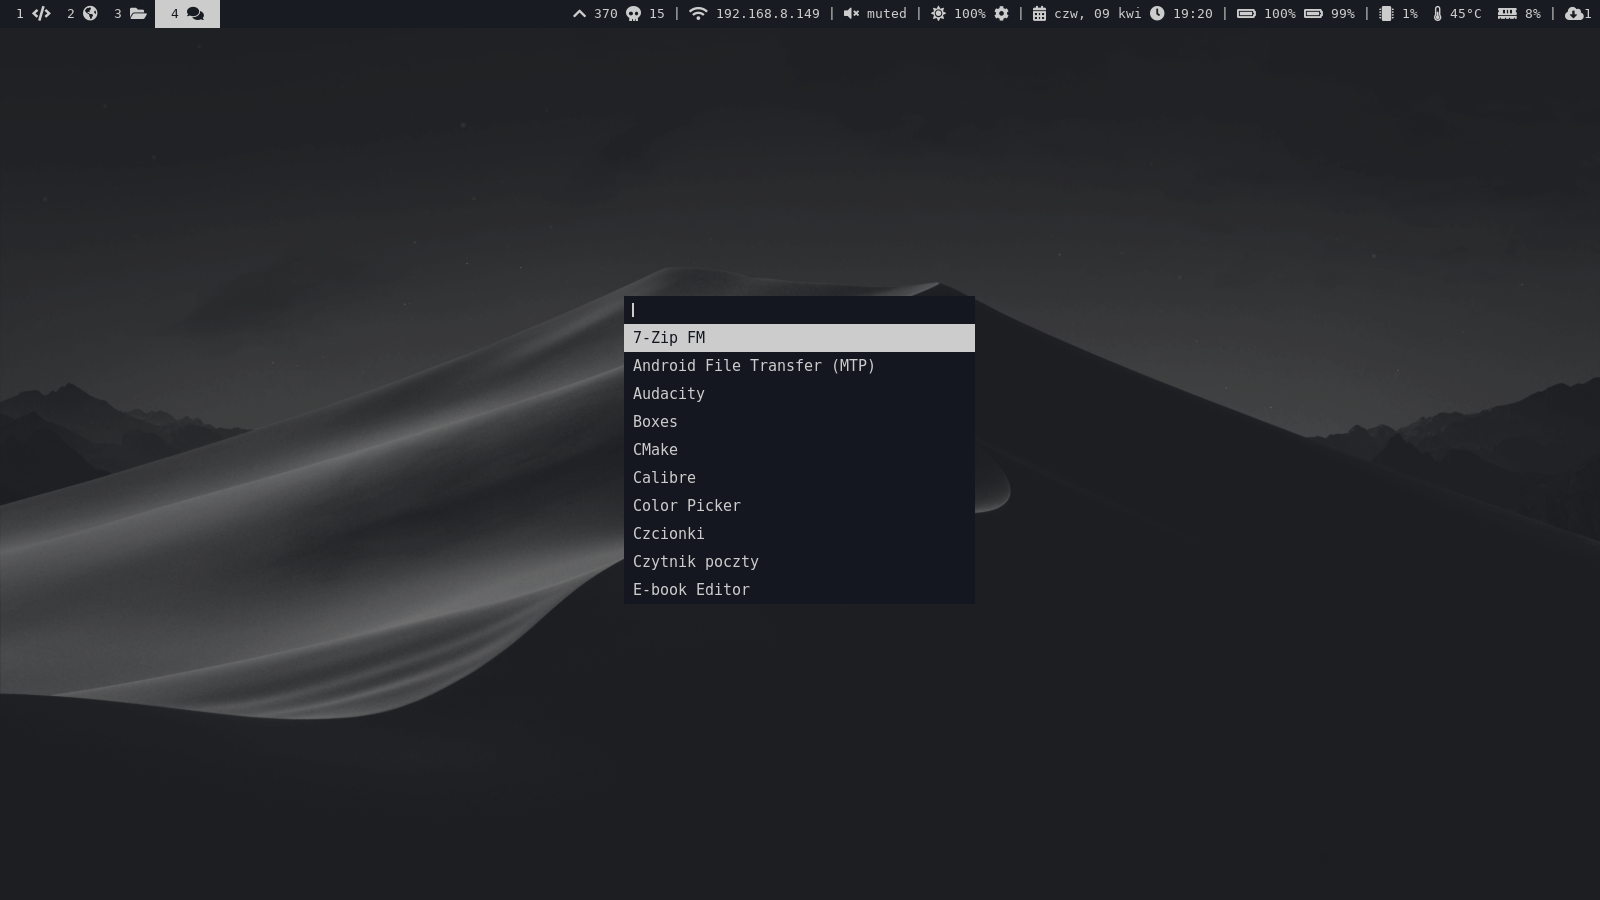 1 2 3 4 370 15 | 192.168.8.149 | muted | 100% | czw, 09 kwi 19:20 | 100% 99% | 1% 45°C 8% | 1
7-Zip FM
Android File Transfer (MTP)
Audacity
Boxes
CMake
Calibre
Color Picker
Czcionki
Czytnik poczty
E-book Editor